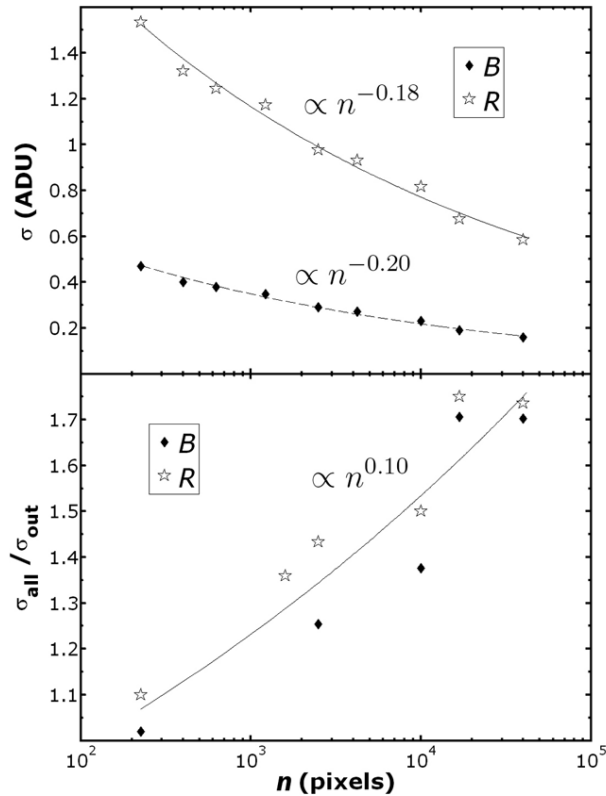 1.4
1.2
1
0.8
0.6
0.4
0.2
σ (ADU)
B
R
∝ n^−0.18
∝ n^−0.20
1.7
1.6
1.5
1.4
1.3
1.2
1.1
σ_all / σ_out
B
R
∝ n^0.10
10^2 10^3 10^4 10^5
n (pixels)